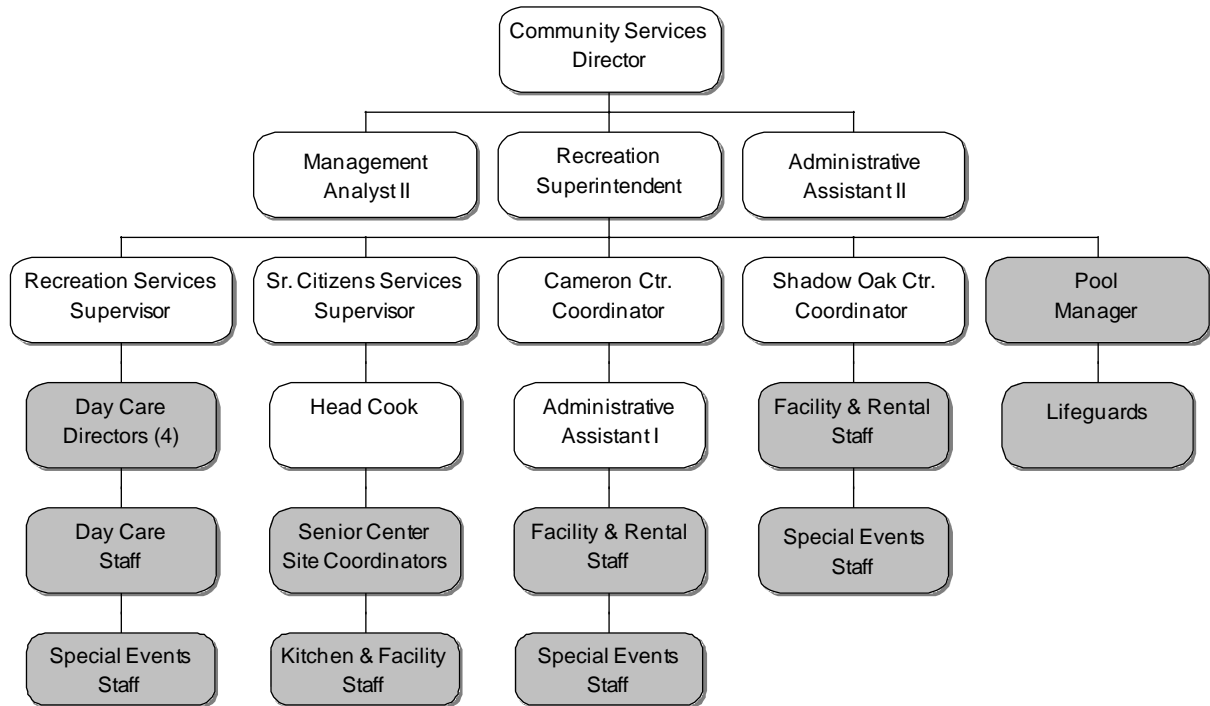 Community Services
Director
Management
Analyst II
Recreation
Superintendent
Administrative
Assistant II
Recreation Services
Supervisor
Sr. Citizens Services
Supervisor
Cameron Ctr.
Coordinator
Shadow Oak Ctr.
Coordinator
Pool
Manager
Day Care
Directors (4)
Head Cook
Administrative
Assistant I
Facility & Rental
Staff
Lifeguards
Day Care
Staff
Senior Center
Site Coordinators
Facility & Rental
Staff
Special Events
Staff
Special Events
Staff
Kitchen & Facility
Staff
Special Events
Staff